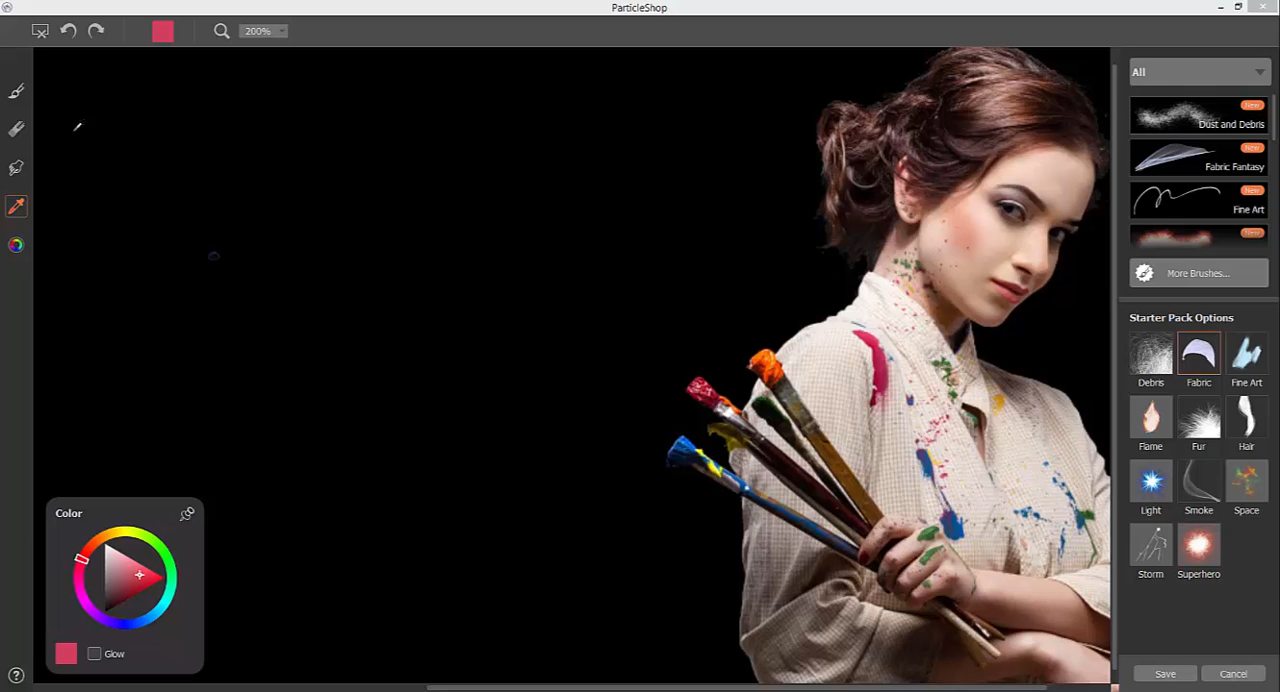 ParticleShop
200%
All
New
Dust and Debris
New
Fabric Fantasy
New
Fine Art
New
More Brushes...
Starter Pack Options
Debris Fabric Fine Art
Flame Fur Hair
Light Smoke Space
Storm Superhero
Color
Glow
?
Save Cancel